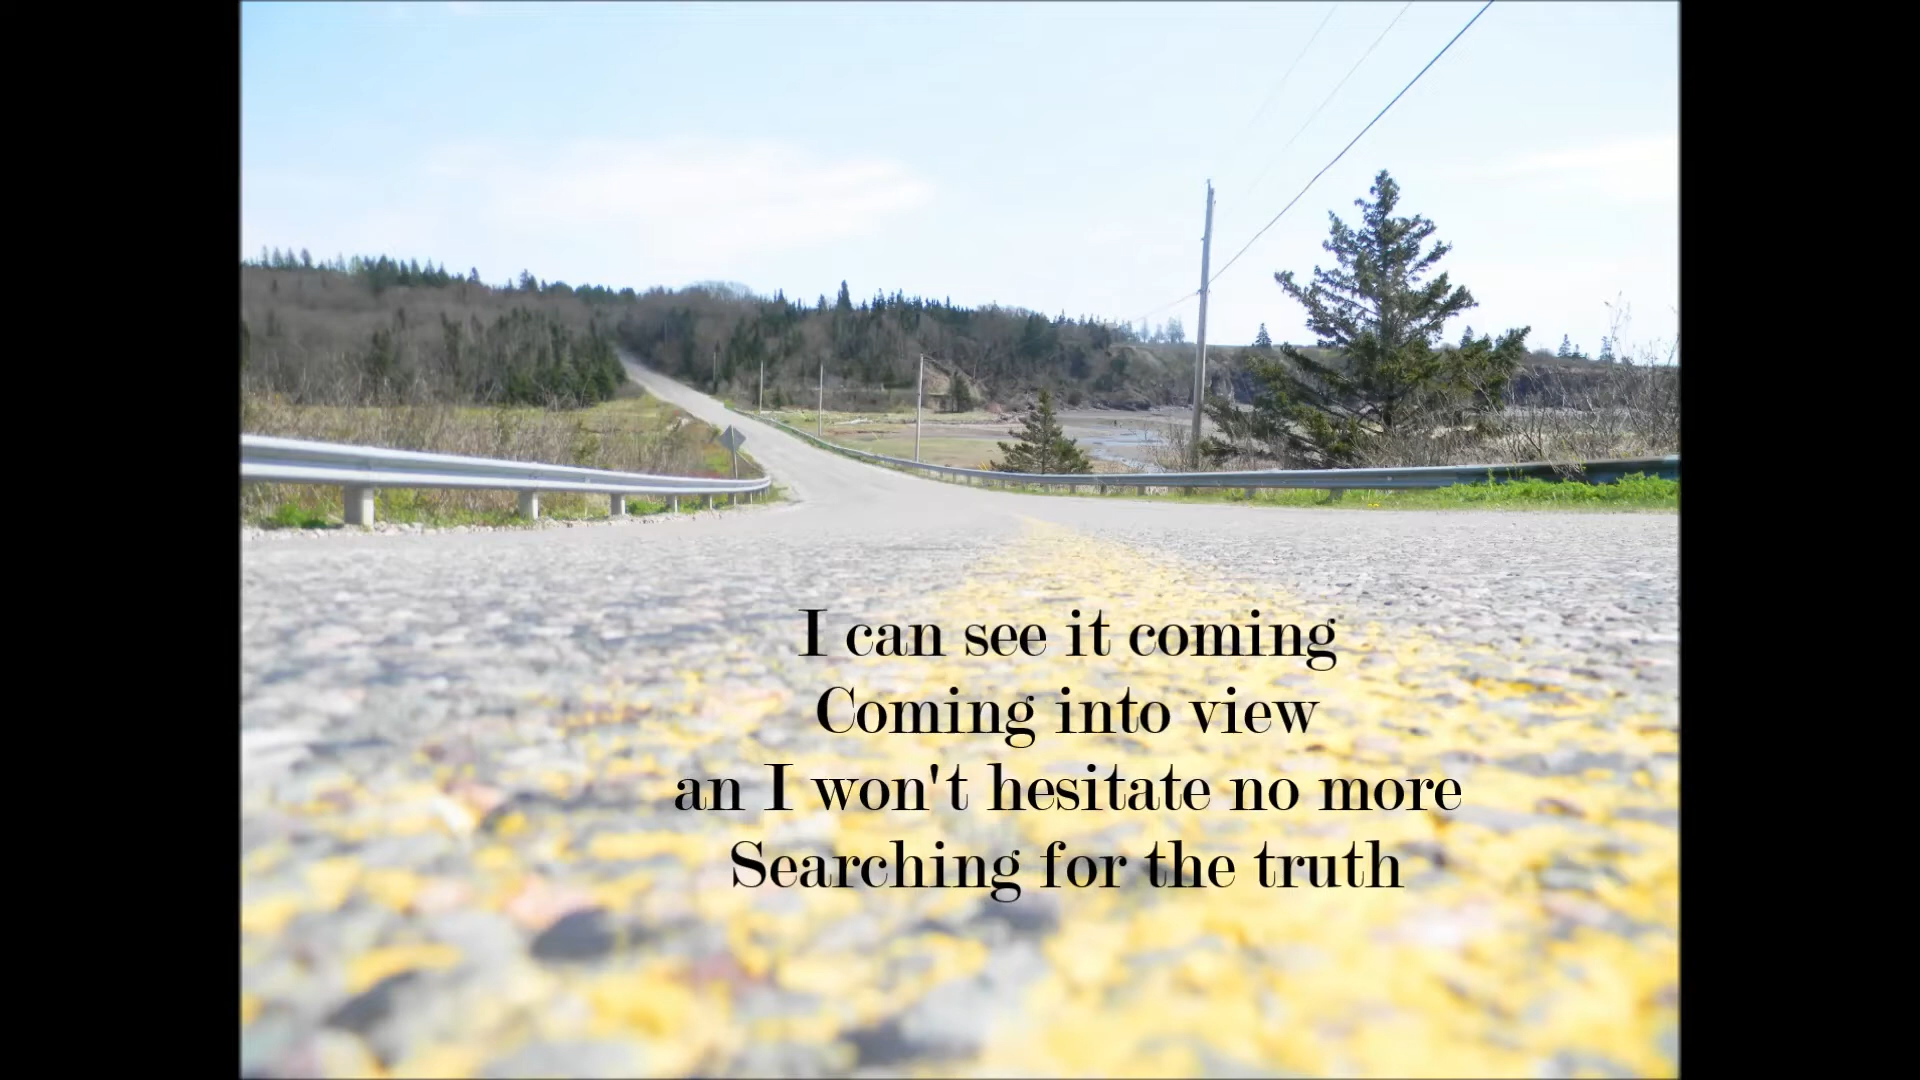 I can see it coming
Coming into view
an I won't hesitate no more
Searching for the truth